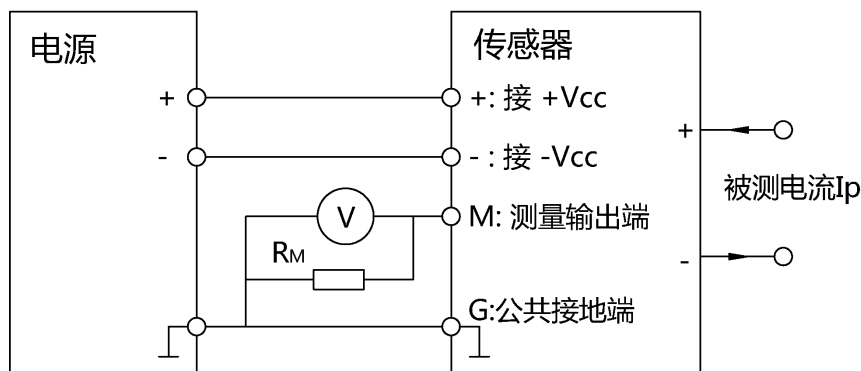 电源
传感器
+
+: 接 +Vcc
+
-
- : 接 -Vcc
被测电流Ip
V
M: 测量输出端
RM
-
G:公共接地端